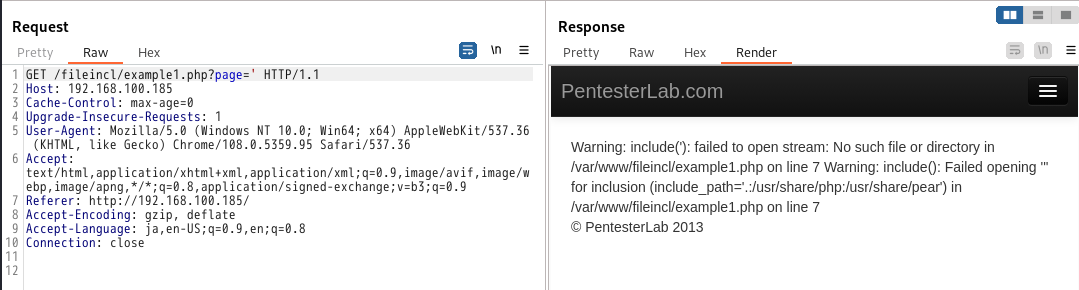 Request
Pretty Raw Hex
\n
1 GET /fileincl/example1.php?page=' HTTP/1.1
2 Host: 192.168.100.185
3 Cache-Control: max-age=0
4 Upgrade-Insecure-Requests: 1
5 User-Agent: Mozilla/5.0 (Windows NT 10.0; Win64; x64) AppleWebKit/537.36
(KHTML, like Gecko) Chrome/108.0.5359.95 Safari/537.36
6 Accept:
text/html,application/xhtml+xml,application/xml;q=0.9,image/avif,image/w
ebp,image/apng,*/*;q=0.8,application/signed-exchange;v=b3;q=0.9
7 Referer: http://192.168.100.185/
8 Accept-Encoding: gzip, deflate
9 Accept-Language: ja,en-US;q=0.9,en;q=0.8
10 Connection: close
11
12
Response
Pretty Raw Hex Render
\n
PentesterLab.com
Warning: include('): failed to open stream: No such file or directory in
/var/www/fileincl/example1.php on line 7 Warning: include(): Failed opening '''
for inclusion (include_path='.:/usr/share/php:/usr/share/pear') in
/var/www/fileincl/example1.php on line 7
© PentesterLab 2013